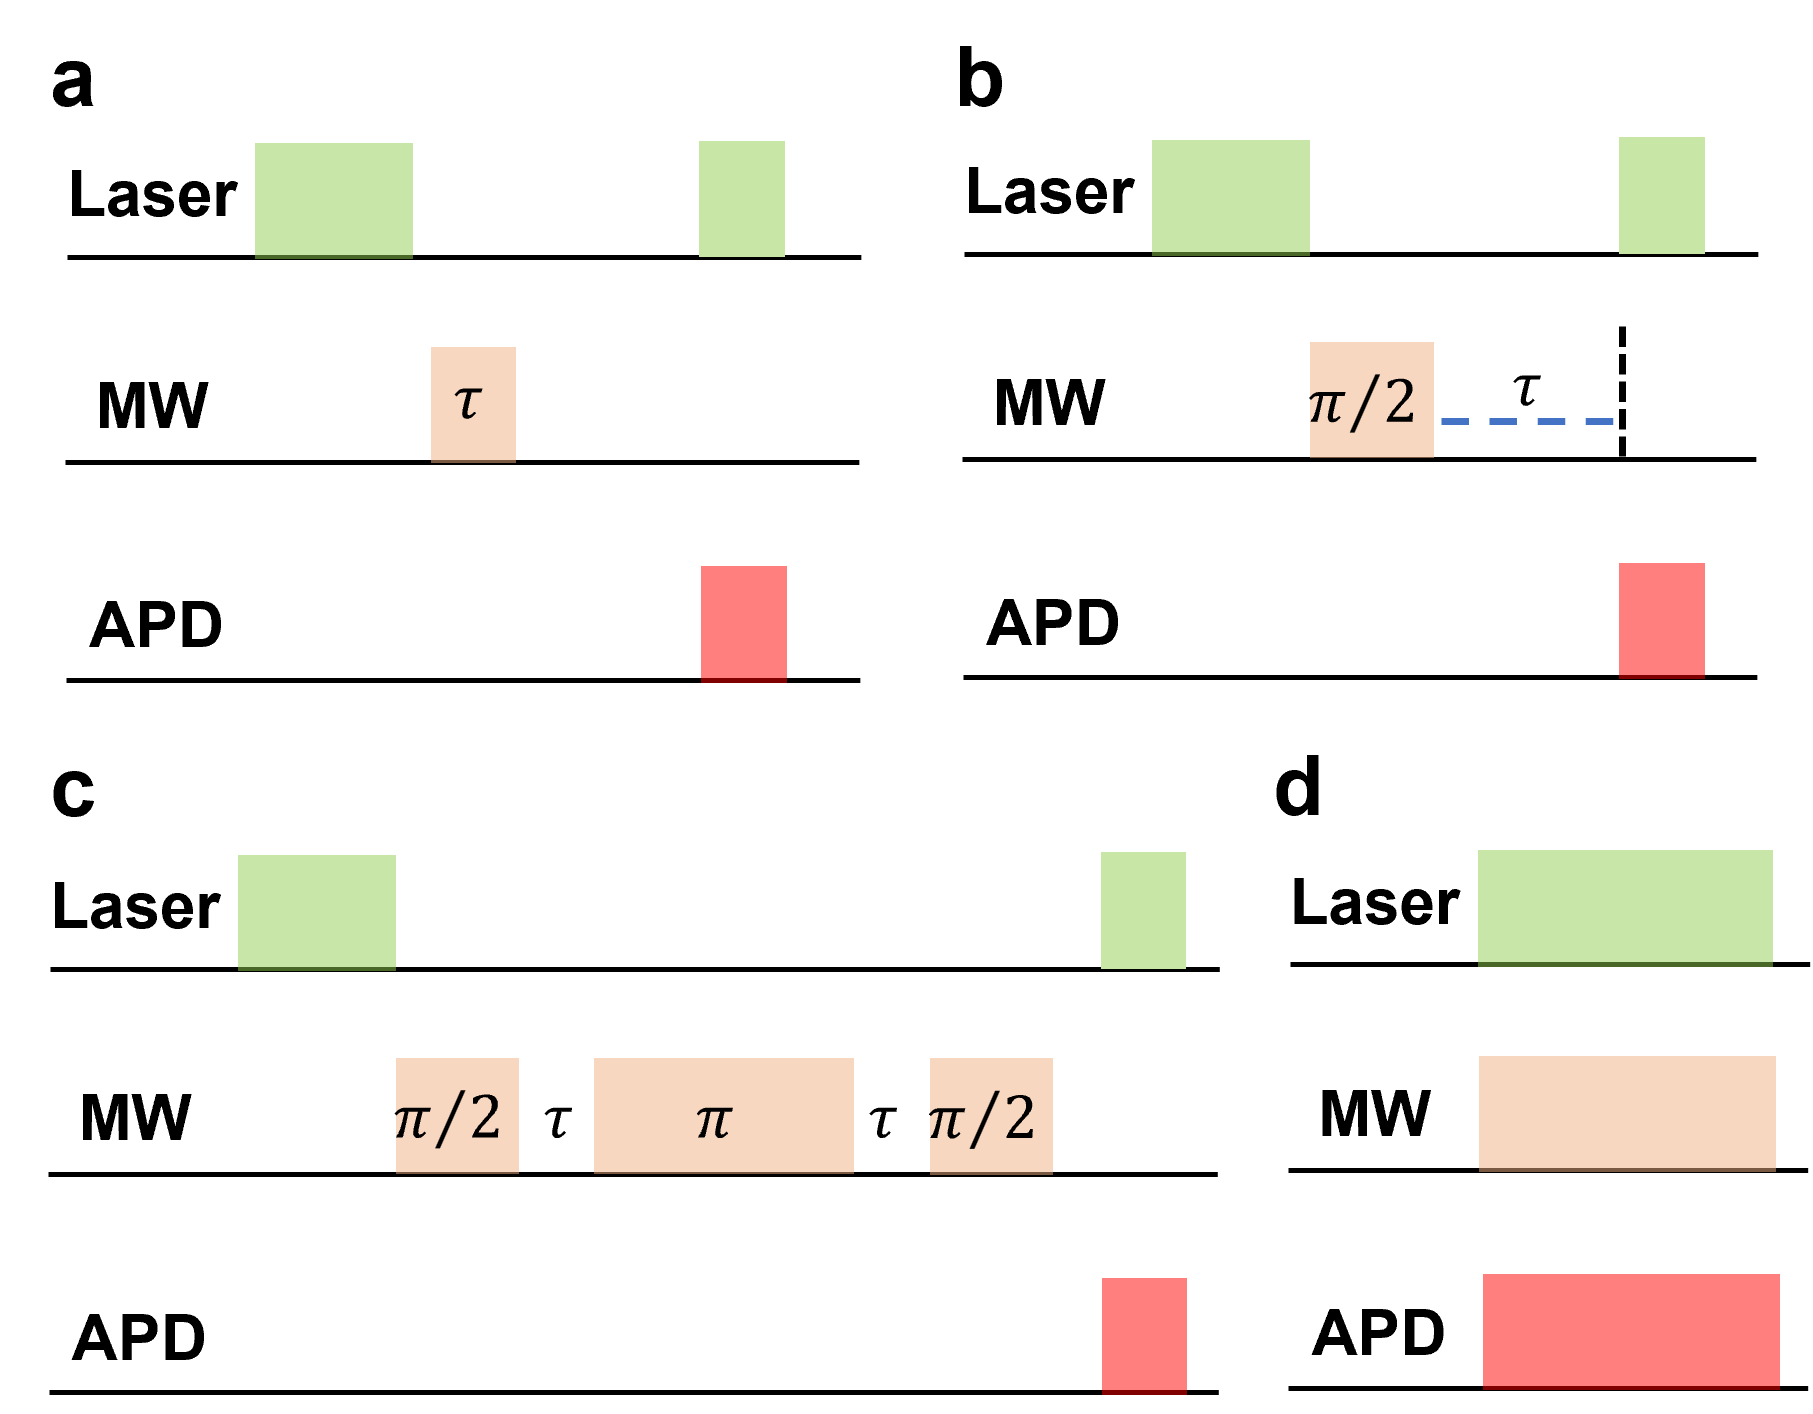 a
Laser
MW
τ
APD
b
Laser
MW
π/2
τ
APD
c
Laser
MW
π/2 τ π τ π/2
APD
d
Laser
MW
APD